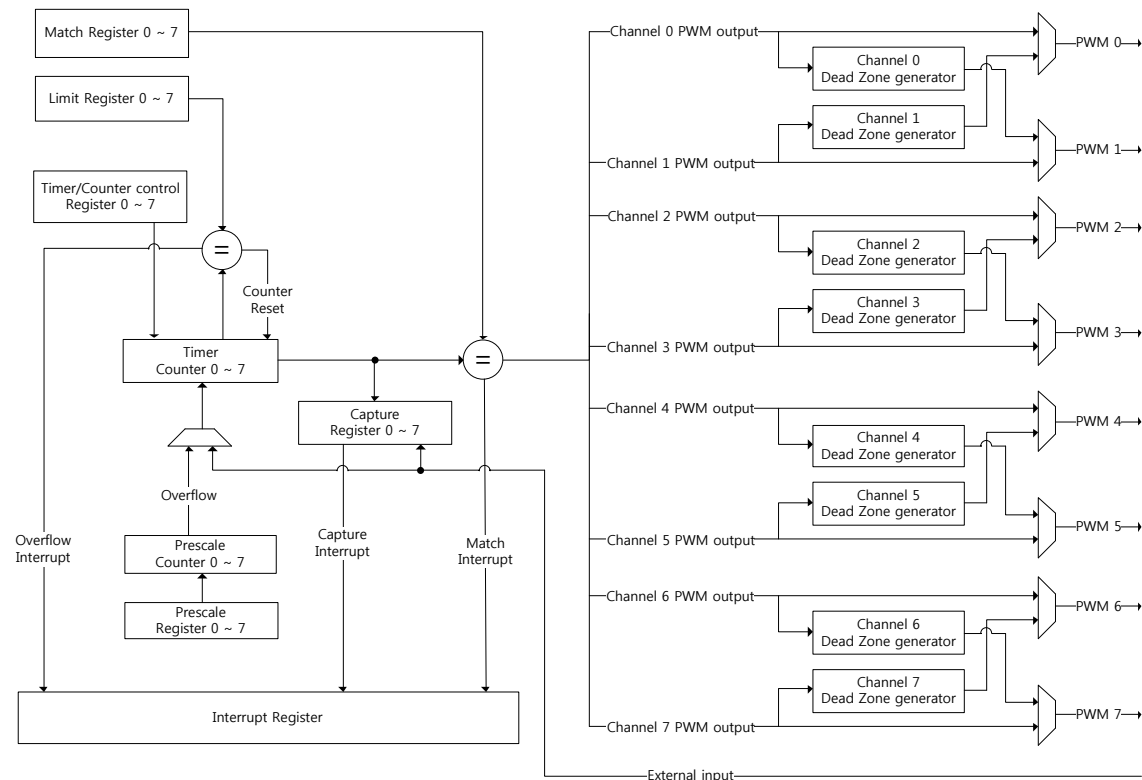 Match Register 0 ~ 7
Limit Register 0 ~ 7
Timer/Counter control
Register 0 ~ 7
=
Counter
Reset
Timer
Counter 0 ~ 7
=
Capture
Register 0 ~ 7
Overflow
Overflow
Interrupt
Capture
Interrupt
Match
Interrupt
Prescale
Counter 0 ~ 7
Prescale
Register 0 ~ 7
Interrupt Register
External input
Channel 0 PWM output
Channel 0
Dead Zone generator
PWM 0
Channel 1
Dead Zone generator
Channel 1 PWM output
PWM 1
Channel 2 PWM output
Channel 2
Dead Zone generator
PWM 2
Channel 3
Dead Zone generator
Channel 3 PWM output
PWM 3
Channel 4 PWM output
Channel 4
Dead Zone generator
PWM 4
Channel 5
Dead Zone generator
Channel 5 PWM output
PWM 5
Channel 6 PWM output
Channel 6
Dead Zone generator
PWM 6
Channel 7
Dead Zone generator
Channel 7 PWM output
PWM 7